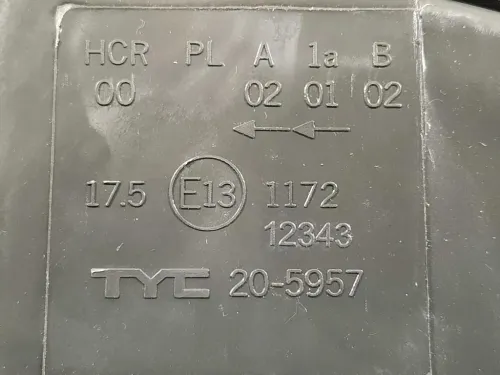 HCR PL A 1a B
00 02 01 02
17.5 E13 1172
12343
TYC 20-5957